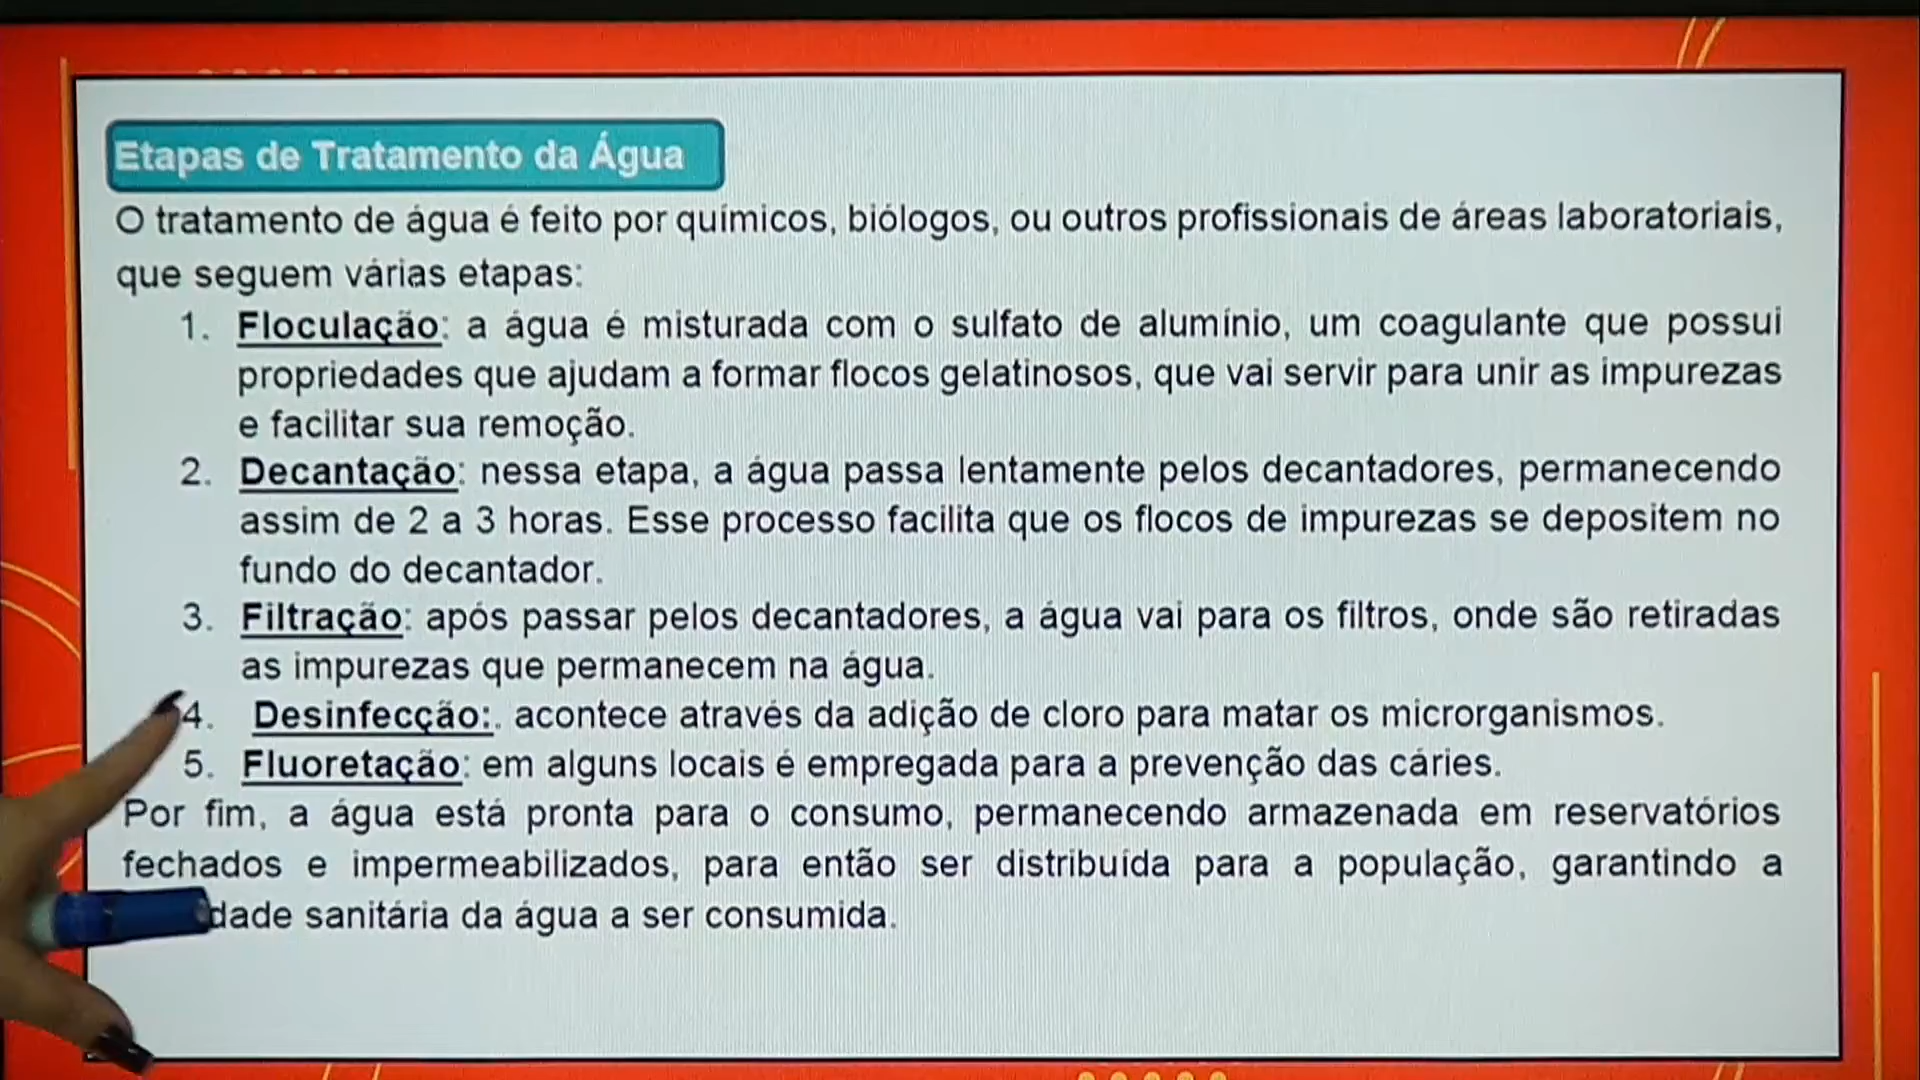 Etapas de Tratamento da Água
O tratamento de água é feito por químicos, biólogos, ou outros profissionais de áreas laboratoriais,
que seguem várias etapas:
1. Floculação: a água é misturada com o sulfato de alumínio, um coagulante que possui
propriedades que ajudam a formar flocos gelatinosos, que vai servir para unir as impurezas
e facilitar sua remoção.
2. Decantação: nessa etapa, a água passa lentamente pelos decantadores, permanecendo
assim de 2 a 3 horas. Esse processo facilita que os flocos de impurezas se depositem no
fundo do decantador.
3. Filtração: após passar pelos decantadores, a água vai para os filtros, onde são retiradas
as impurezas que permanecem na água.
4. Desinfecção:. acontece através da adição de cloro para matar os microrganismos.
5. Fluoretação: em alguns locais é empregada para a prevenção das cáries.
Por fim, a água está pronta para o consumo, permanecendo armazenada em reservatórios
fechados e impermeabilizados, para então ser distribuída para a população, garantindo a
sanitária da água a ser consumida.